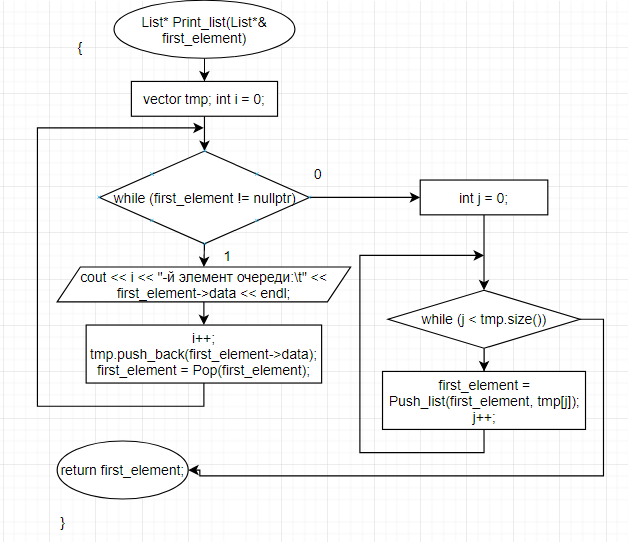 List* Print_list(List*&
first_element)
{
vector tmp; int i = 0;
while (first_element != nullptr)
0
int j = 0;
1
cout << i << "-й элемент очереди:\t" <<
first_element->data << endl;
i++;
tmp.push_back(first_element->data);
first_element = Pop(first_element);
while (j < tmp.size())
first_element =
Push_list(first_element, tmp[j]);
j++;
return first_element;
}